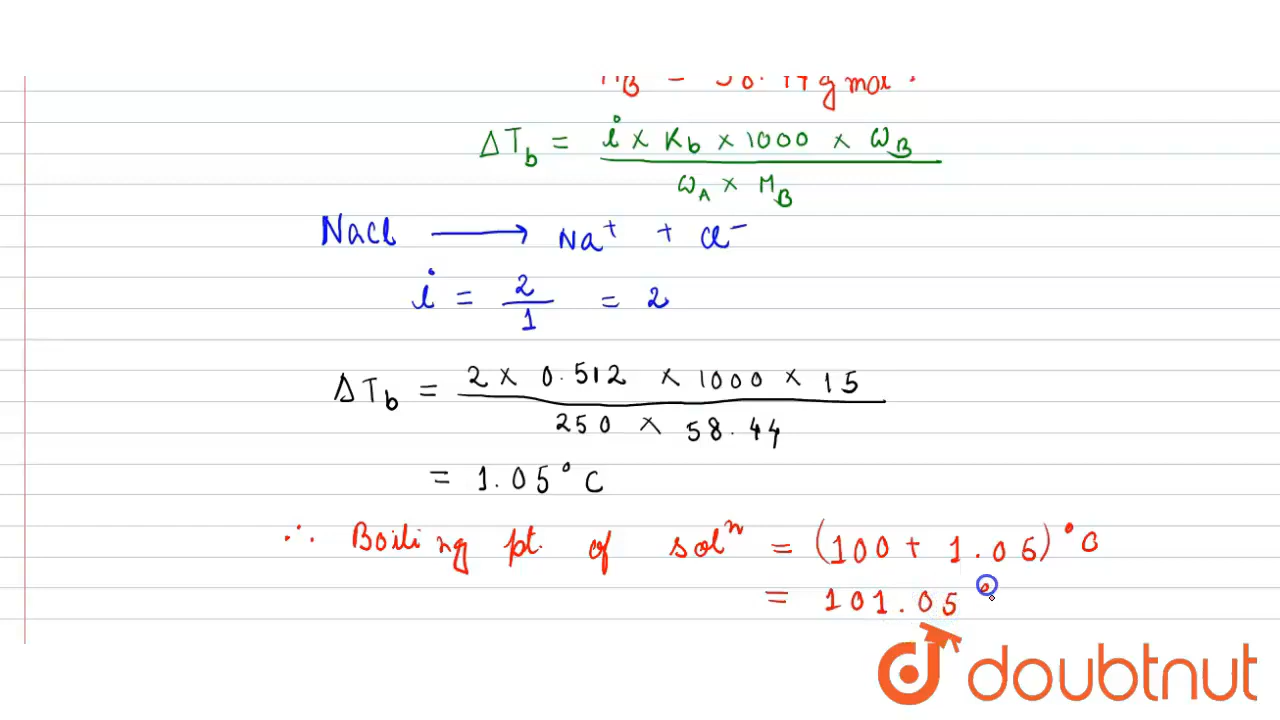 ΔTb = i × Kb × 1000 × ωB
ωA × MB
NaCl ⟶ Na+ + Cl−
i = 2/1 = 2
ΔTb = 2 × 0.512 × 1000 × 15
250 × 58.44
= 1.05°C
∴ Boiling pt. of solⁿ = (100 + 1.05)°C
= 101.05 °
doubtnut